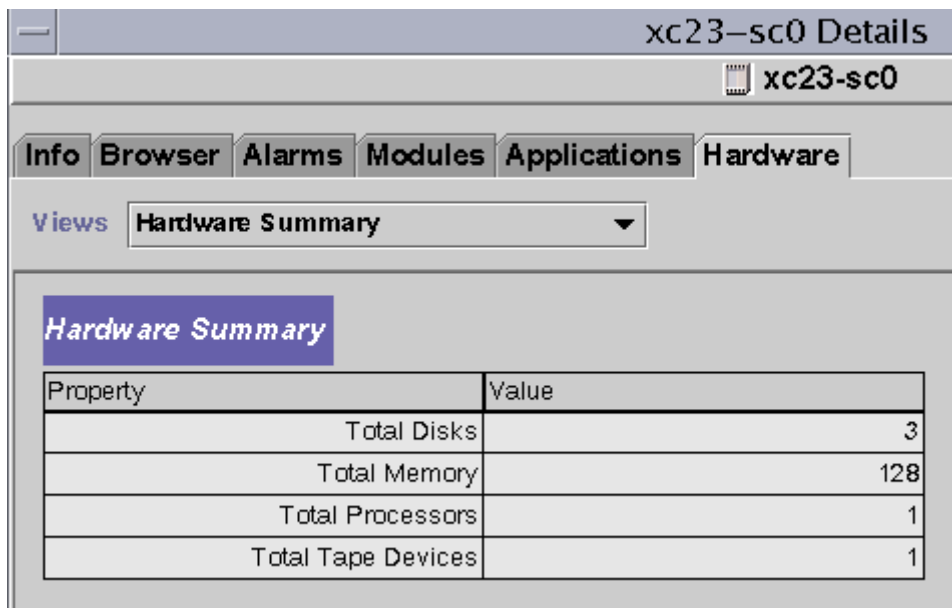 xc23–sc0 Details
xc23-sc0
Info Browser Alarms Modules Applications Hardware
Views Hardware Summary
Hardware Summary
Property Value
Total Disks 3
Total Memory 128
Total Processors 1
Total Tape Devices 1